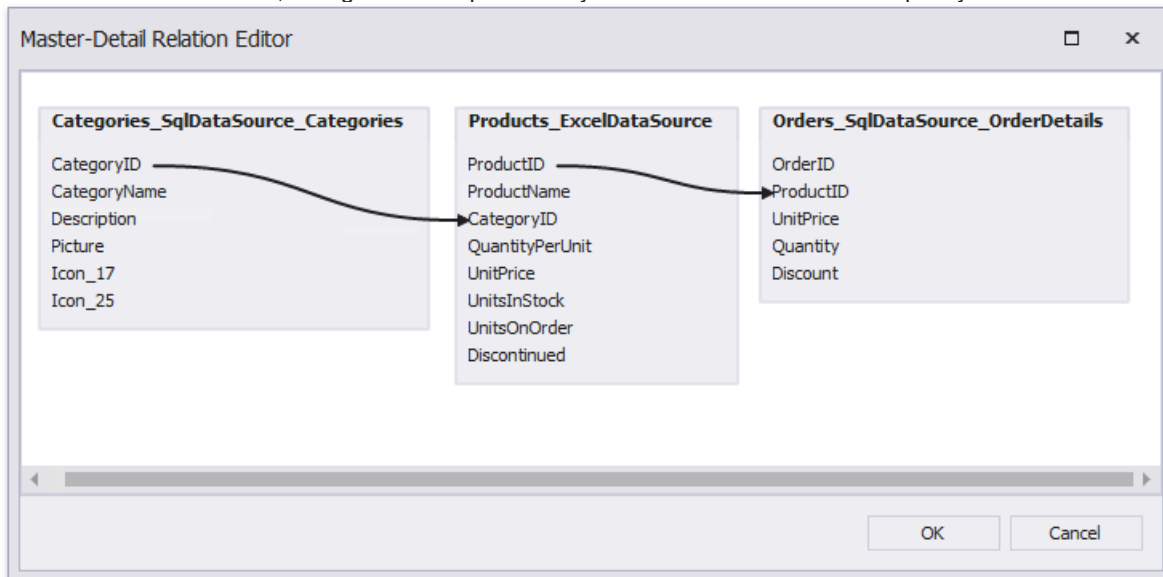 Master-Detail Relation Editor
Categories_SqlDataSource_Categories
CategoryID
CategoryName
Description
Picture
Icon_17
Icon_25
Products_ExcelDataSource
ProductID
ProductName
CategoryID
QuantityPerUnit
UnitPrice
UnitsInStock
UnitsOnOrder
Discontinued
Orders_SqlDataSource_OrderDetails
OrderID
ProductID
UnitPrice
Quantity
Discount
OK
Cancel